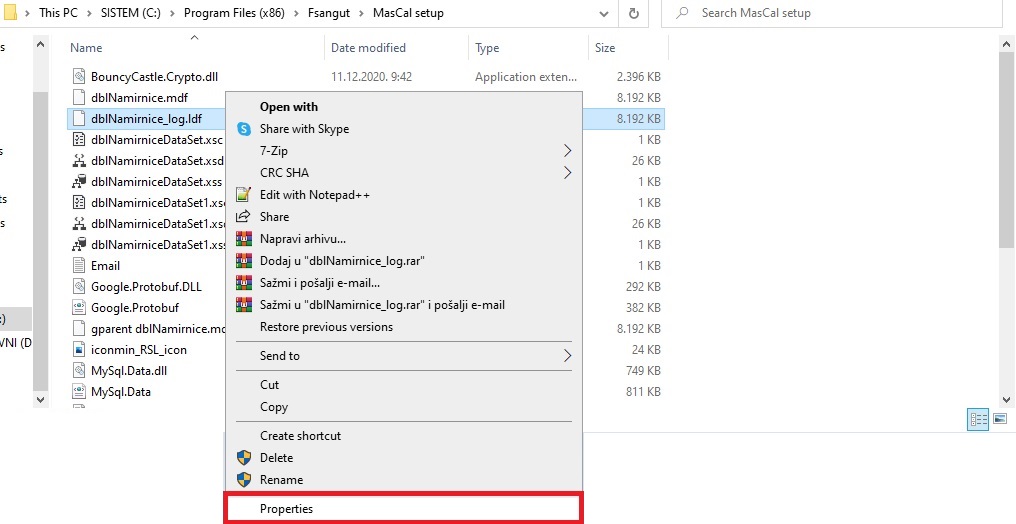 This PC > SISTEM (C:) > Program Files (x86) > Fsangut > MasCal setup
Search MasCal setup
Name Date modified Type Size
BouncyCastle.Crypto.dll 11.12.2020. 9:42 Application exten... 2.396 KB
dblNamirnice.mdf 8.192 KB
dblNamirnice_log.ldf 8.192 KB
dblNamirniceDataSet.xsc 1 KB
dblNamirniceDataSet.xsd 26 KB
dblNamirniceDataSet.xss 1 KB
dblNamirniceDataSet1.xs 1 KB
dblNamirniceDataSet1.xs 26 KB
dblNamirniceDataSet1.xs 1 KB
Email 1 KB
Google.Protobuf.DLL 292 KB
Google.Protobuf 382 KB
gparent dblNamirnice.m 8.192 KB
iconmin_RSL_icon 24 KB
MySql.Data.dll 749 KB
MySql.Data 811 KB
s
s
ts
s
:)
VNI (D
Open with
Share with Skype
7-Zip
CRC SHA
Edit with Notepad++
Share
Napravi arhivu...
Dodaj u "dblNamirnice_log.rar"
Sažmi i pošalji e-mail...
Sažmi u "dblNamirnice_log.rar" i pošalji e-mail
Restore previous versions
Send to
Cut
Copy
Create shortcut
Delete
Rename
Properties